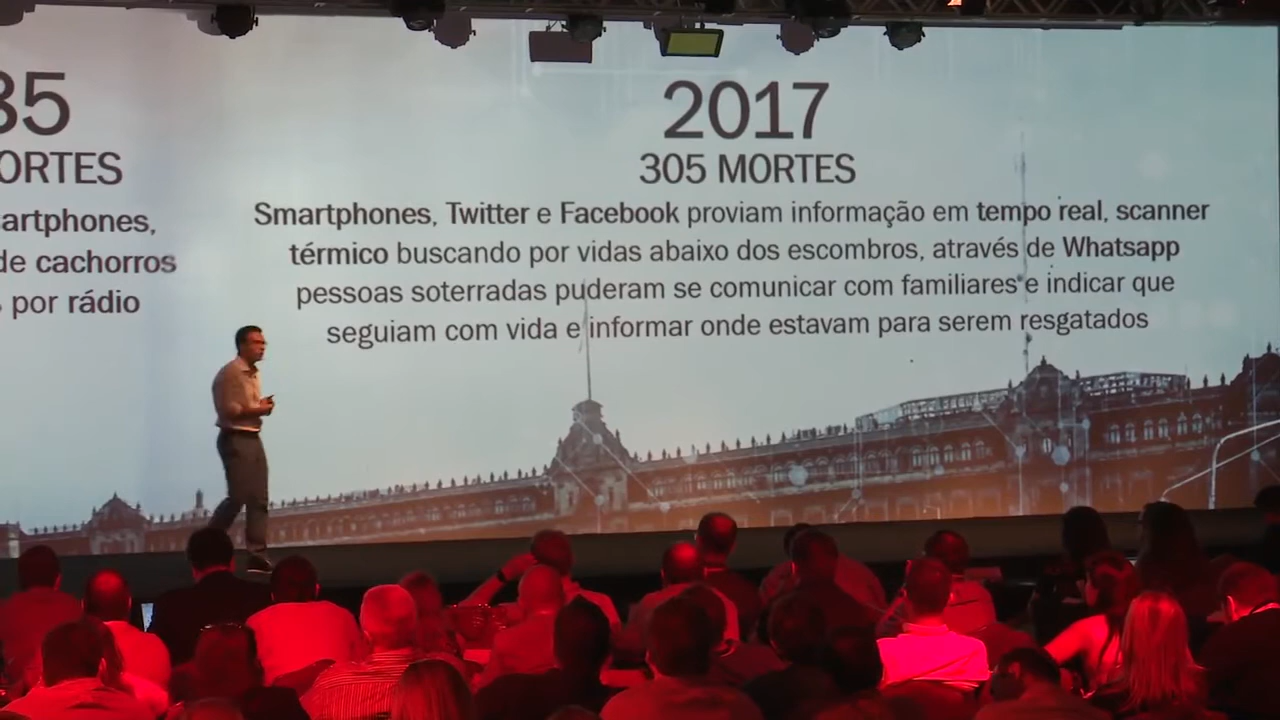 35
ORTES
artphones,
de cachorros
por rádio
2017
305 MORTES
Smartphones, Twitter e Facebook proviam informação em tempo real, scanner
térmico buscando por vidas abaixo dos escombros, através de Whatsapp
pessoas soterradas puderam se comunicar com familiares e indicar que
seguiam com vida e informar onde estavam para serem resgatados